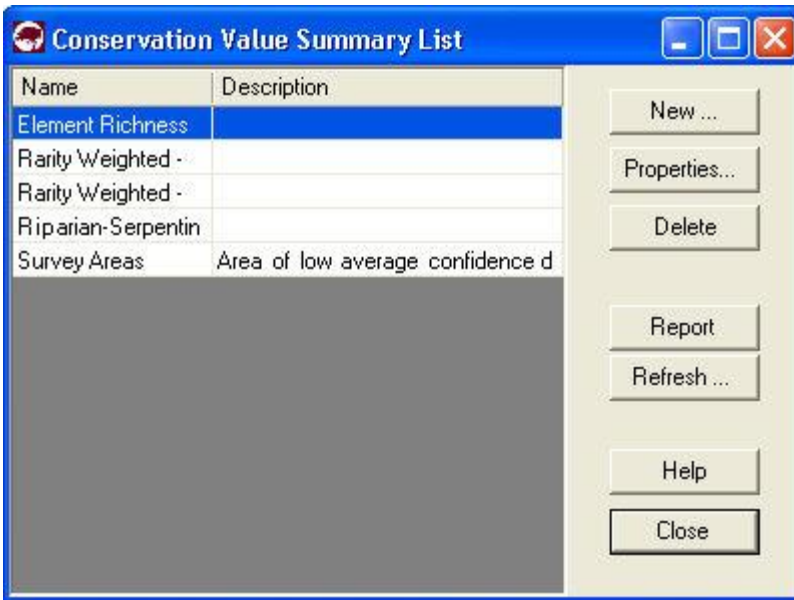 Conservation Value Summary List
Name Description
Element Richness
Rarity Weighted -
Rarity Weighted -
Riparian-Serpentin
Survey Areas Area of low average confidence d
New ...
Properties...
Delete
Report
Refresh ...
Help
Close